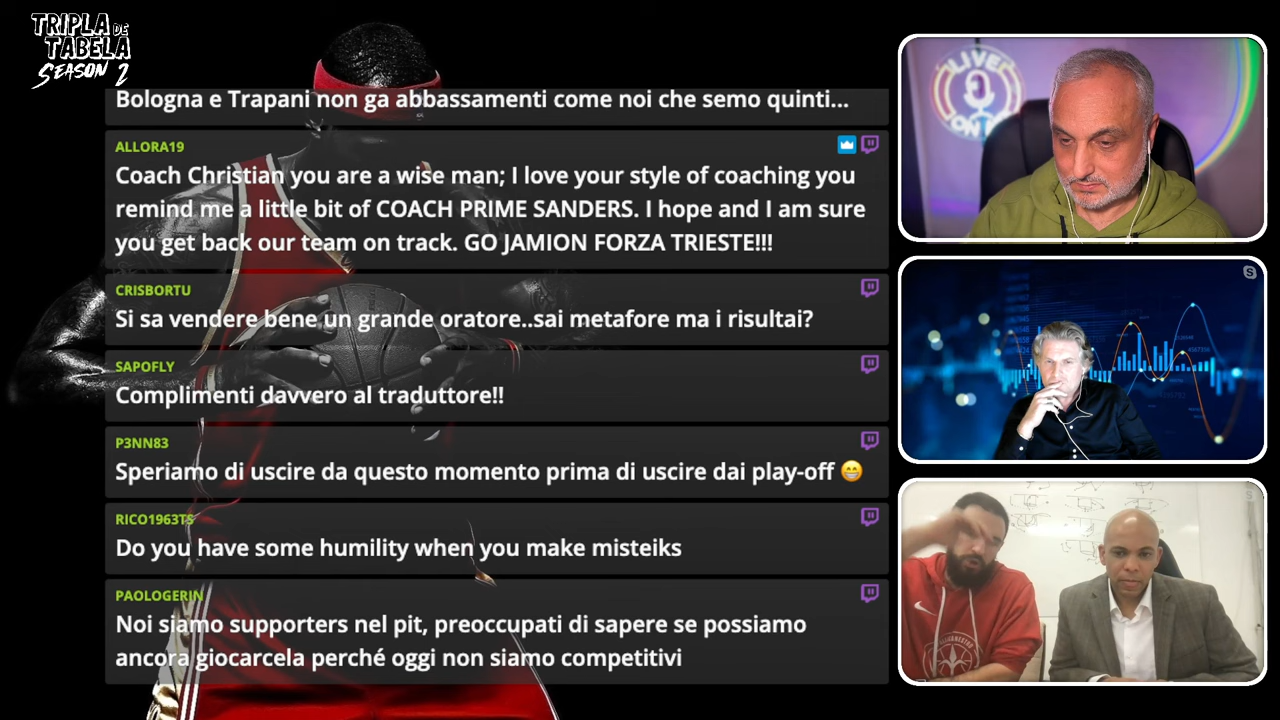 TRIPLA DE
TABELA
SEASON 2
Bologna e Trapani non ga abbassamenti come noi che semo quinti...
ALLORA19
Coach Christian you are a wise man; I love your style of coaching you
remind me a little bit of COACH PRIME SANDERS. I hope and I am sure
you get back our team on track. GO JAMION FORZA TRIESTE!!!
CRISBORTU
Si sa vendere bene un grande oratore..sai metafore ma i risultai?
SAPOFLY
Complimenti davvero al traduttore!!
P3NN83
Speriamo di uscire da questo momento prima di uscire dai play-off 😁
RICO1963TS
Do you have some humility when you make misteiks
PAOLOGERIN
Noi siamo supporters nel pit, preoccupati di sapere se possiamo
ancora giocarcela perché oggi non siamo competitivi
LIVE